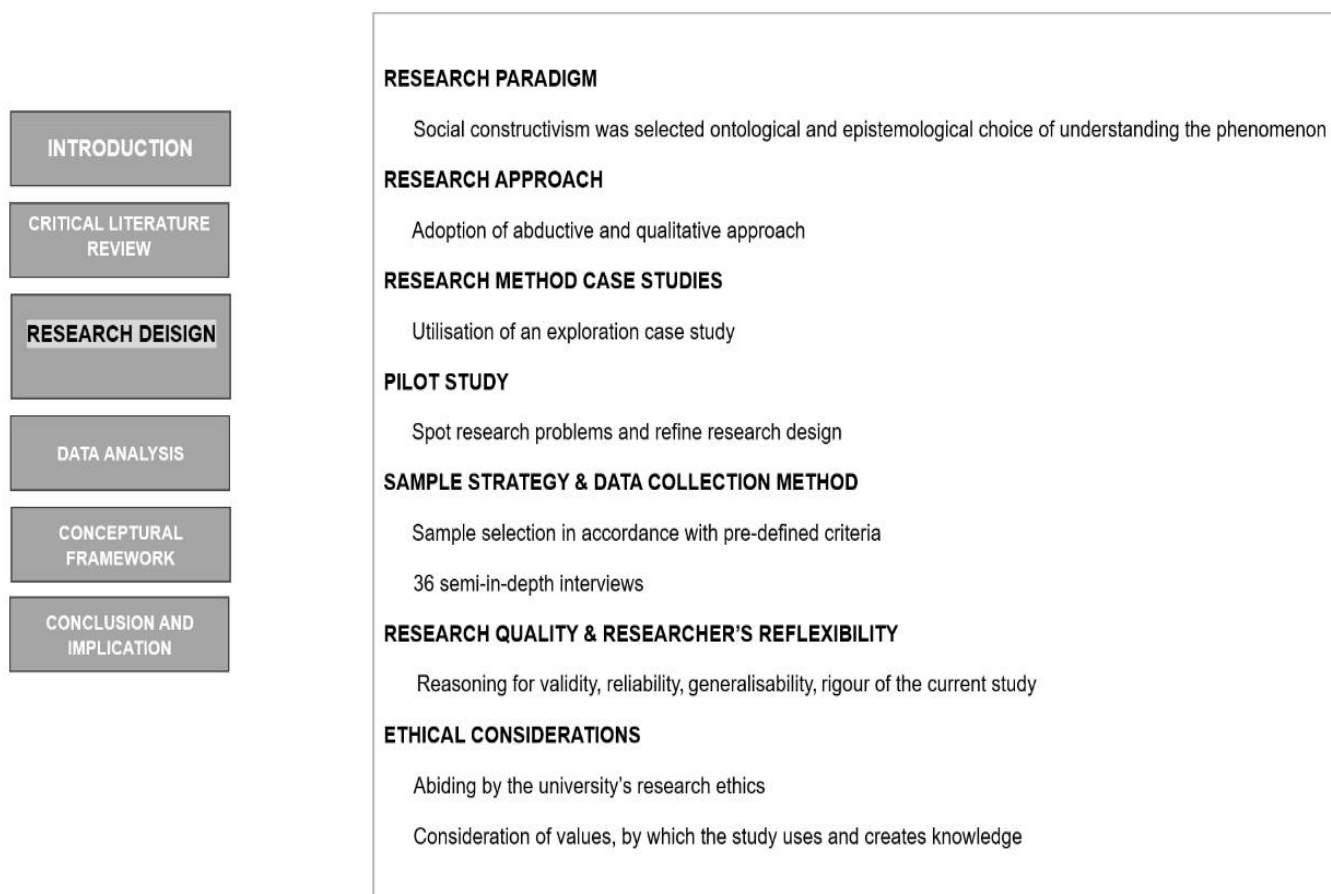 INTRODUCTION
CRITICAL LITERATURE
REVIEW
RESEARCH DEISIGN
DATA ANALYSIS
CONCEPTURAL
FRAMEWORK
CONCLUSION AND
IMPLICATION
RESEARCH PARADIGM
Social constructivism was selected ontological and epistemological choice of understanding the phenomenon
RESEARCH APPROACH
Adoption of abductive and qualitative approach
RESEARCH METHOD CASE STUDIES
Utilisation of an exploration case study
PILOT STUDY
Spot research problems and refine research design
SAMPLE STRATEGY & DATA COLLECTION METHOD
Sample selection in accordance with pre-defined criteria
36 semi-in-depth interviews
RESEARCH QUALITY & RESEARCHER'S REFLEXIBILITY
Reasoning for validity, reliability, generalisability, rigour of the current study
ETHICAL CONSIDERATIONS
Abiding by the university's research ethics
Consideration of values, by which the study uses and creates knowledge